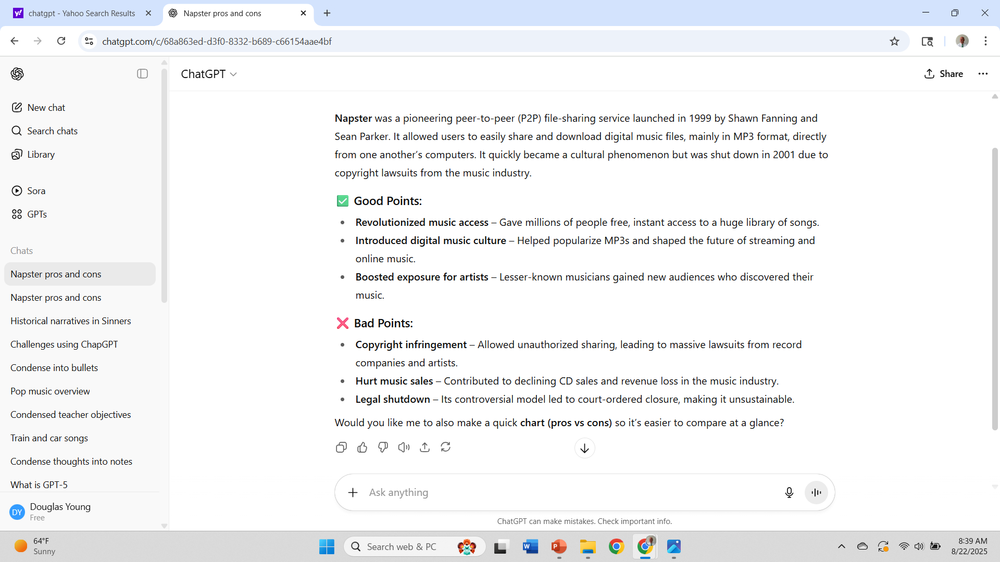 chatgpt - Yahoo Search Results
Napster pros and cons
chatgpt.com/c/68a863ed-d3f0-8332-b689-c66154aae4bf
ChatGPT
Share
New chat
Search chats
Library
Sora
GPTs
Chats
Napster pros and cons
Napster pros and cons
Historical narratives in Sinners
Challenges using ChapGPT
Condense into bullets
Pop music overview
Condensed teacher objectives
Train and car songs
Condense thoughts into notes
What is GPT-5
DY
Douglas Young
Free
Napster was a pioneering peer-to-peer (P2P) file-sharing service launched in 1999 by Shawn Fanning and
Sean Parker. It allowed users to easily share and download digital music files, mainly in MP3 format, directly
from one another’s computers. It quickly became a cultural phenomenon but was shut down in 2001 due to
copyright lawsuits from the music industry.
✅ Good Points:
• Revolutionized music access – Gave millions of people free, instant access to a huge library of songs.
• Introduced digital music culture – Helped popularize MP3s and shaped the future of streaming and
online music.
• Boosted exposure for artists – Lesser-known musicians gained new audiences who discovered their
music.
❌ Bad Points:
• Copyright infringement – Allowed unauthorized sharing, leading to massive lawsuits from record
companies and artists.
• Hurt music sales – Contributed to declining CD sales and revenue loss in the music industry.
• Legal shutdown – Its controversial model led to court-ordered closure, making it unsustainable.
Would you like me to also make a quick chart (pros vs cons) so it’s easier to compare at a glance?
Ask anything
ChatGPT can make mistakes. Check important info.
64°F
Sunny
Search web & PC
8:39 AM
8/22/2025